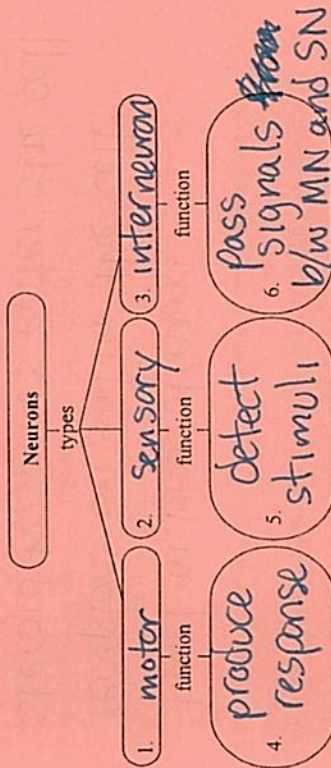 Neurons
types
1. motor
2. sensory
3. interneuron
function
function
function
4. produce
response
5. detect
stimuli
6. pass
signals
b/w MN and SN